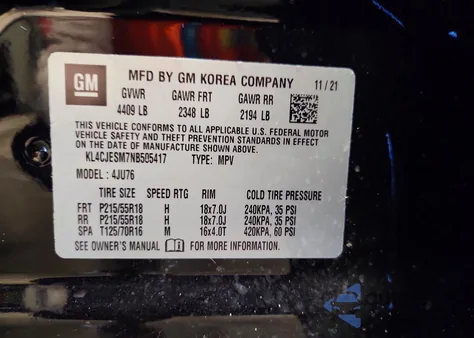 GM
MFD BY GM KOREA COMPANY 11/21
GVWR GAWR FRT GAWR RR
4409 LB 2348 LB 2194 LB
THIS VEHICLE CONFORMS TO ALL APPLICABLE U.S. FEDERAL MOTOR
VEHICLE SAFETY AND THEFT PREVENTION STANDARDS IN EFFECT
ON THE DATE OF MANUFACTURE SHOWN ABOVE.
KL4CJESM7NB505417 TYPE: MPV
MODEL: 4JU76
TIRE SIZE SPEED RTG RIM COLD TIRE PRESSURE
FRT P215/55R18 H 18x7.0J 240KPA, 35 PSI
RR P215/55R18 H 18x7.0J 240KPA, 35 PSI
SPA T125/70R16 M 16x4.0T 420KPA, 60 PSI
SEE OWNER'S MANUAL FOR MORE INFORMATION.